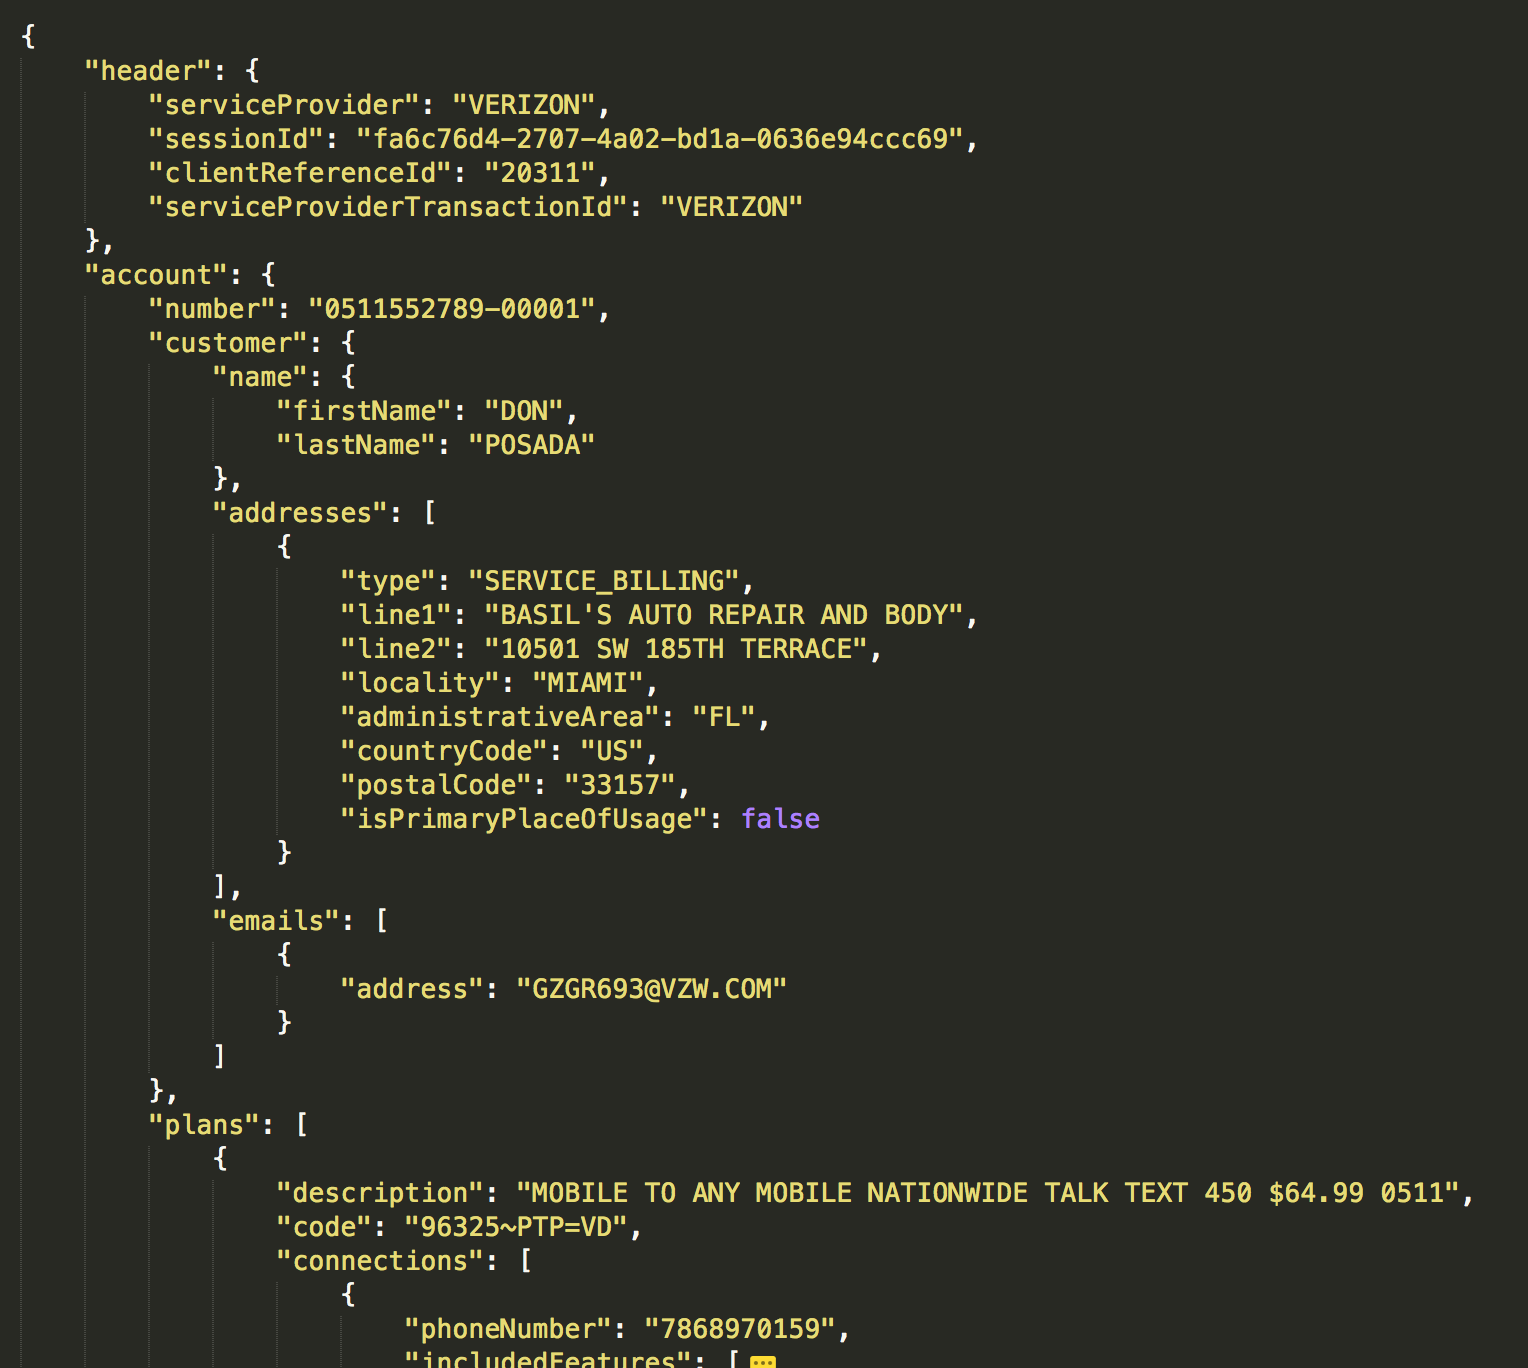 {
"header": {
"serviceProvider": "VERIZON",
"sessionId": "fa6c76d4-2707-4a02-bd1a-0636e94ccc69",
"clientReferenceId": "20311",
"serviceProviderTransactionId": "VERIZON"
},
"account": {
"number": "0511552789-00001",
"customer": {
"name": {
"firstName": "DON",
"lastName": "POSADA"
},
"addresses": [
{
"type": "SERVICE_BILLING",
"line1": "BASIL'S AUTO REPAIR AND BODY",
"line2": "10501 SW 185TH TERRACE",
"locality": "MIAMI",
"administrativeArea": "FL",
"countryCode": "US",
"postalCode": "33157",
"isPrimaryPlaceOfUsage": false
}
],
"emails": [
{
"address": "GZGR693@VZW.COM"
}
]
},
"plans": [
{
"description": "MOBILE TO ANY MOBILE NATIONWIDE TALK TEXT 450 $64.99 0511",
"code": "96325~PTP=VD",
"connections": [
{
"phoneNumber": "7868970159",
"includedFeatures": [